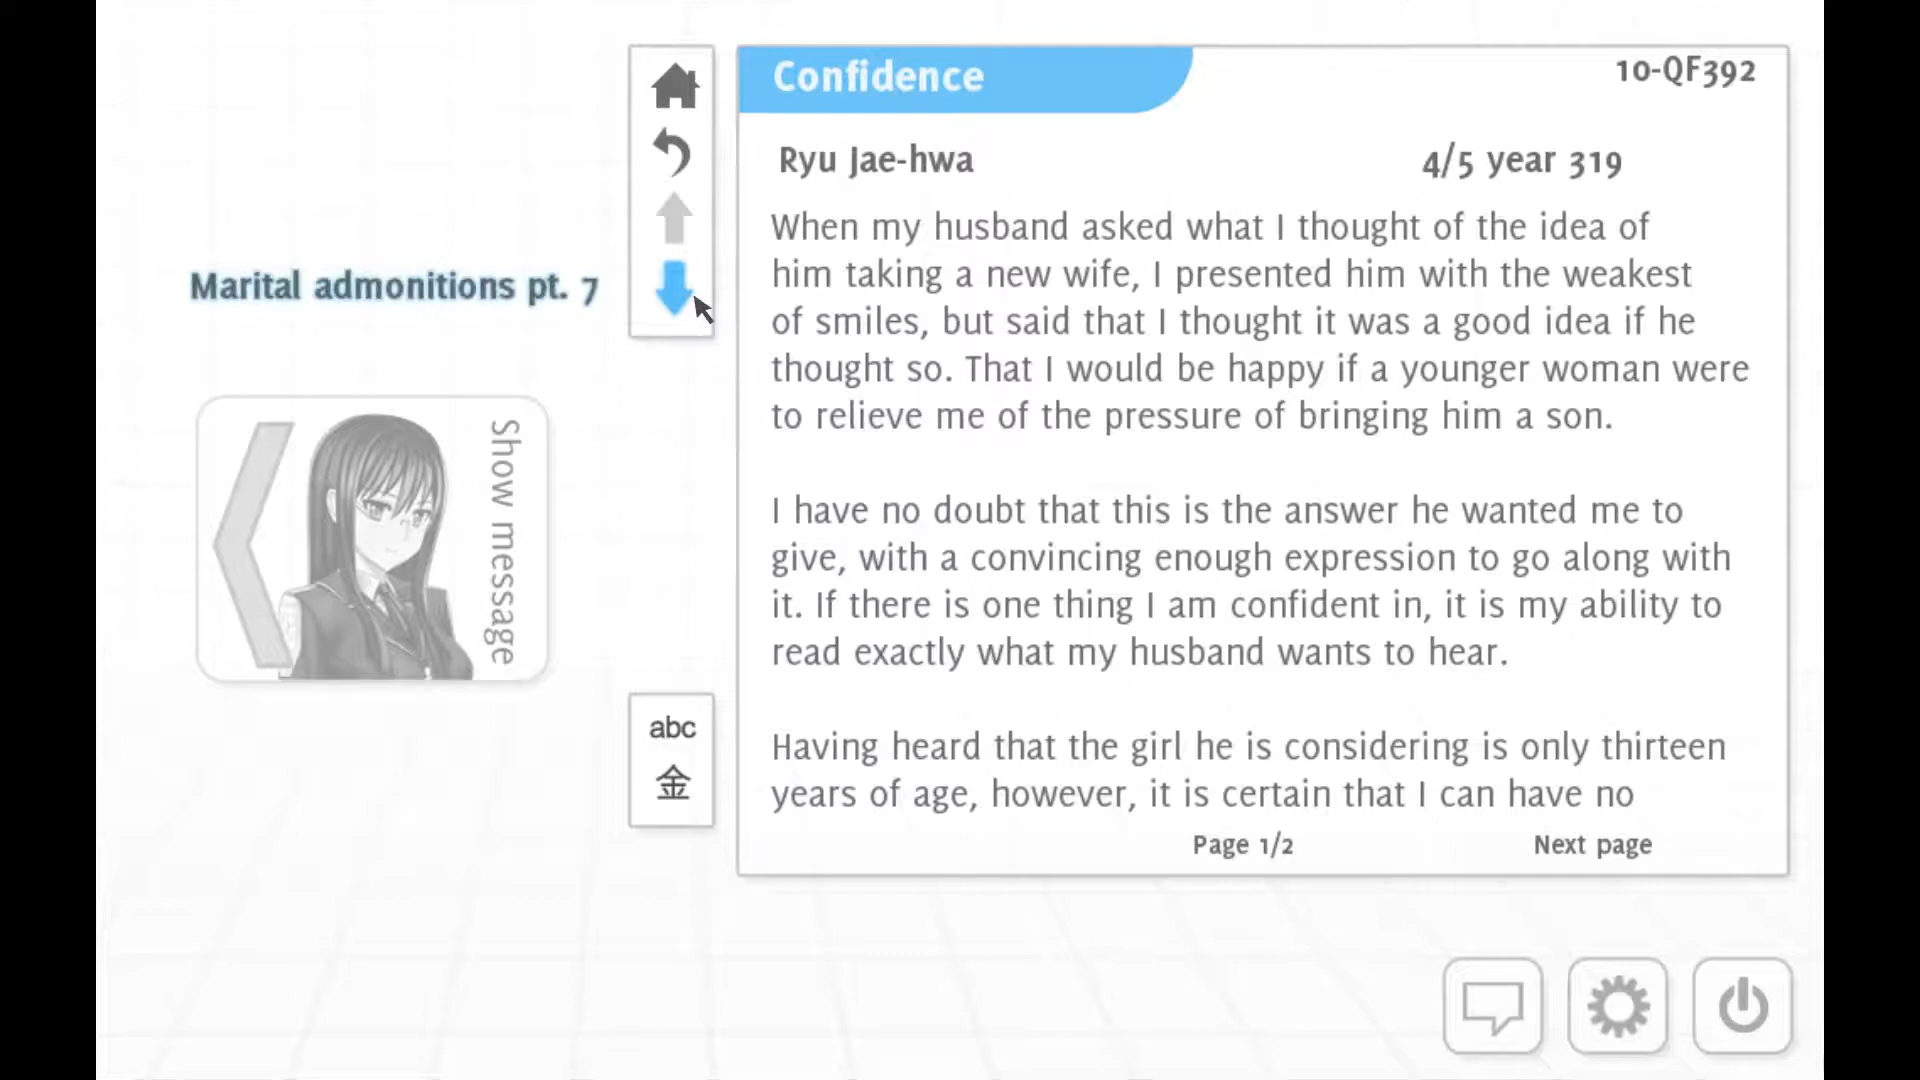 Confidence
10-QF392
Ryu Jae-hwa
4/5 year 319
Marital admonitions pt. 7
When my husband asked what I thought of the idea of
him taking a new wife, I presented him with the weakest
of smiles, but said that I thought it was a good idea if he
thought so. That I would be happy if a younger woman were
to relieve me of the pressure of bringing him a son.
I have no doubt that this is the answer he wanted me to
give, with a convincing enough expression to go along with
it. If there is one thing I am confident in, it is my ability to
read exactly what my husband wants to hear.
Having heard that the girl he is considering is only thirteen
years of age, however, it is certain that I can have no
Page 1/2
Next page
Show message
abc
金